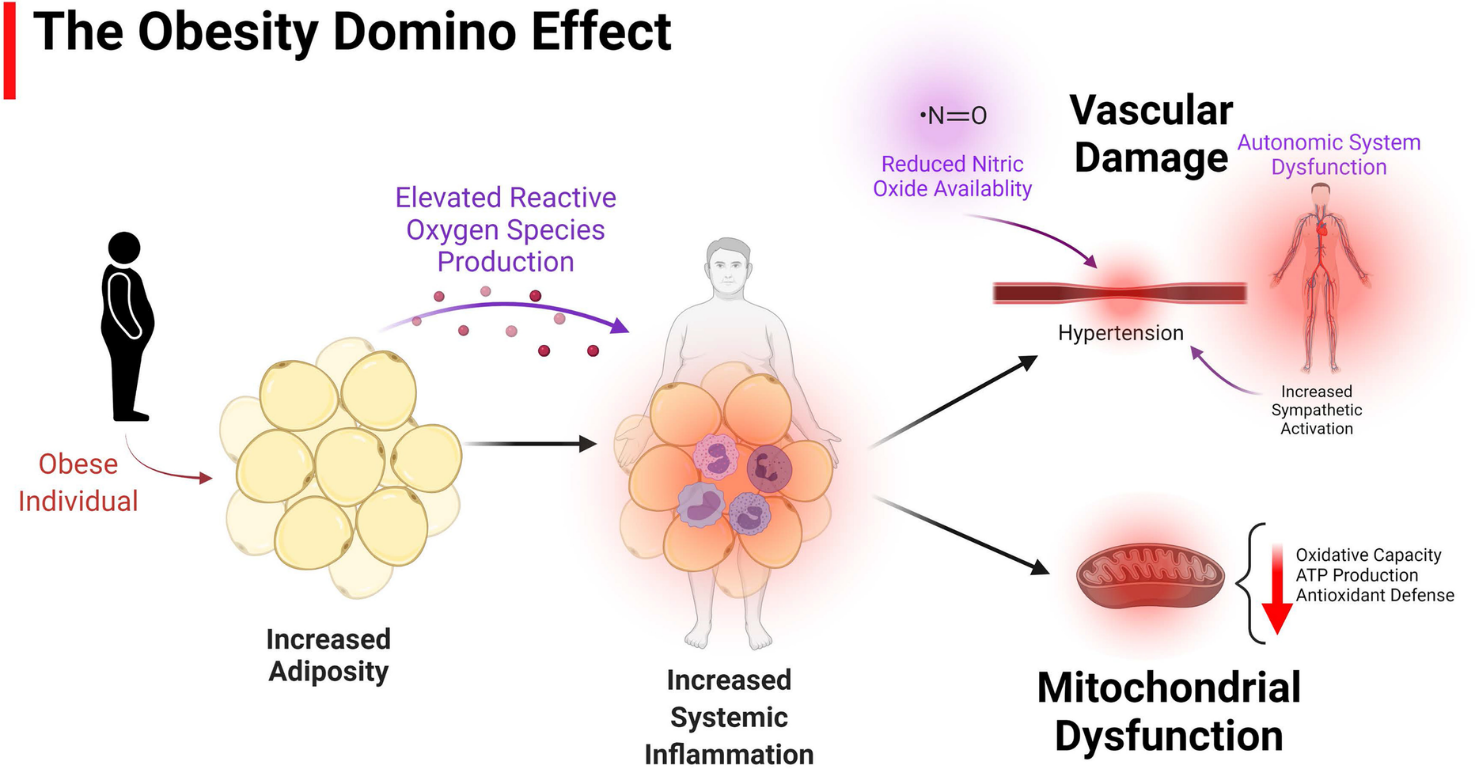 The Obesity Domino Effect
•N=O
Reduced Nitric
Oxide Availablity
Vascular
Damage
Autonomic System
Dysfunction
Elevated Reactive
Oxygen Species
Production
Hypertension
Increased
Sympathetic
Activation
Obese
Individual
Increased
Adiposity
Increased
Systemic
Inflammation
Oxidative Capacity
ATP Production
Antioxidant Defense
Mitochondrial
Dysfunction